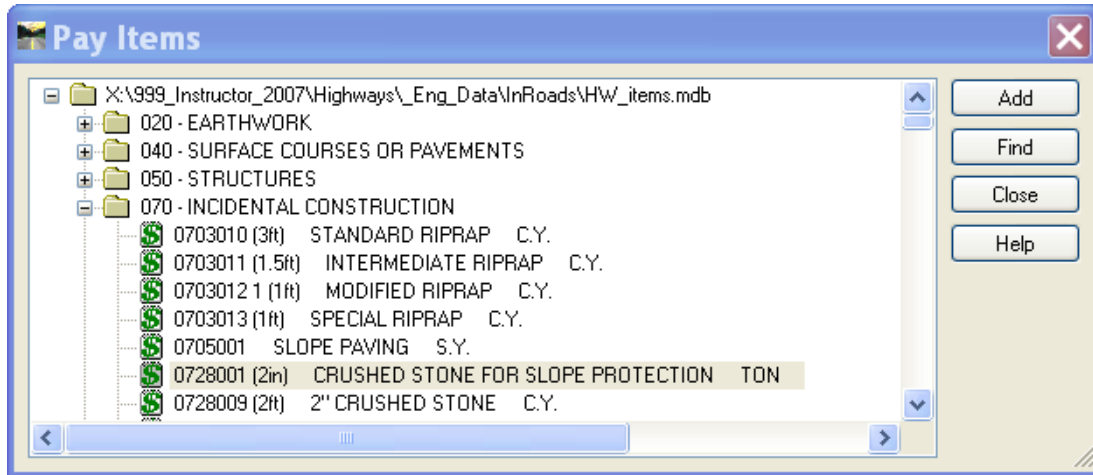 Pay Items
X:\999_Instructor_2007\Highways\_Eng_Data\InRoads\HW_items.mdb
020 - EARTHWORK
040 - SURFACE COURSES OR PAVEMENTS
050 - STRUCTURES
070 - INCIDENTAL CONSTRUCTION
0703010 (3ft) STANDARD RIPRAP C.Y.
0703011 (1.5ft) INTERMEDIATE RIPRAP C.Y.
0703012 1 (1ft) MODIFIED RIPRAP C.Y.
0703013 (1ft) SPECIAL RIPRAP C.Y.
0705001 SLOPE PAVING S.Y.
0728001 (2in) CRUSHED STONE FOR SLOPE PROTECTION TON
0728009 (2ft) 2" CRUSHED STONE C.Y.
Add
Find
Close
Help